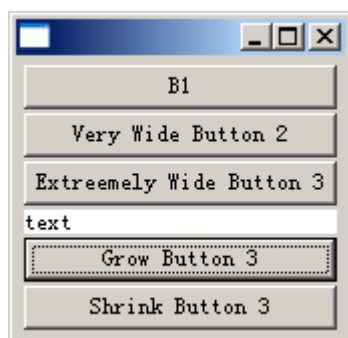 B1
Very Wide Button 2
Extreemely Wide Button 3
text
Grow Button 3
Shrink Button 3